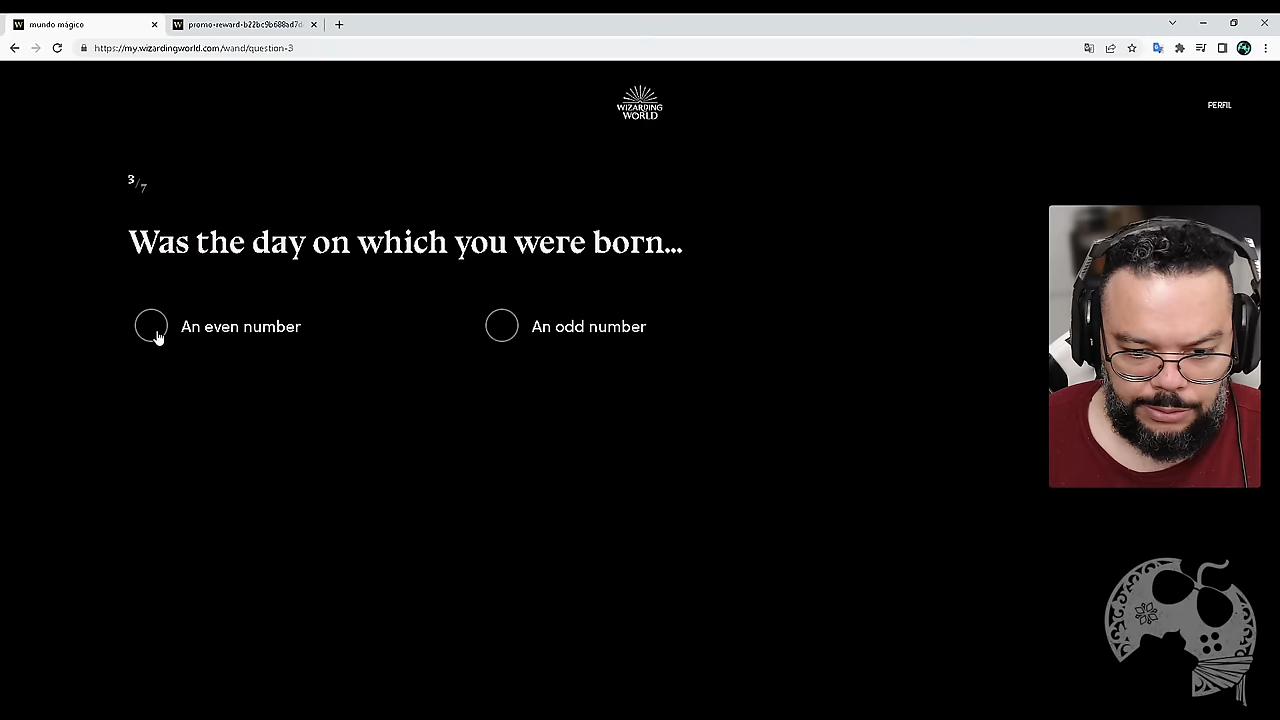 mundo mágico
promo-reward-b22bc9b688ad7d
https://my.wizardingworld.com/wand/question-3
WIZARDING
WORLD
PERFIL
3/7
Was the day on which you were born...
An even number
An odd number